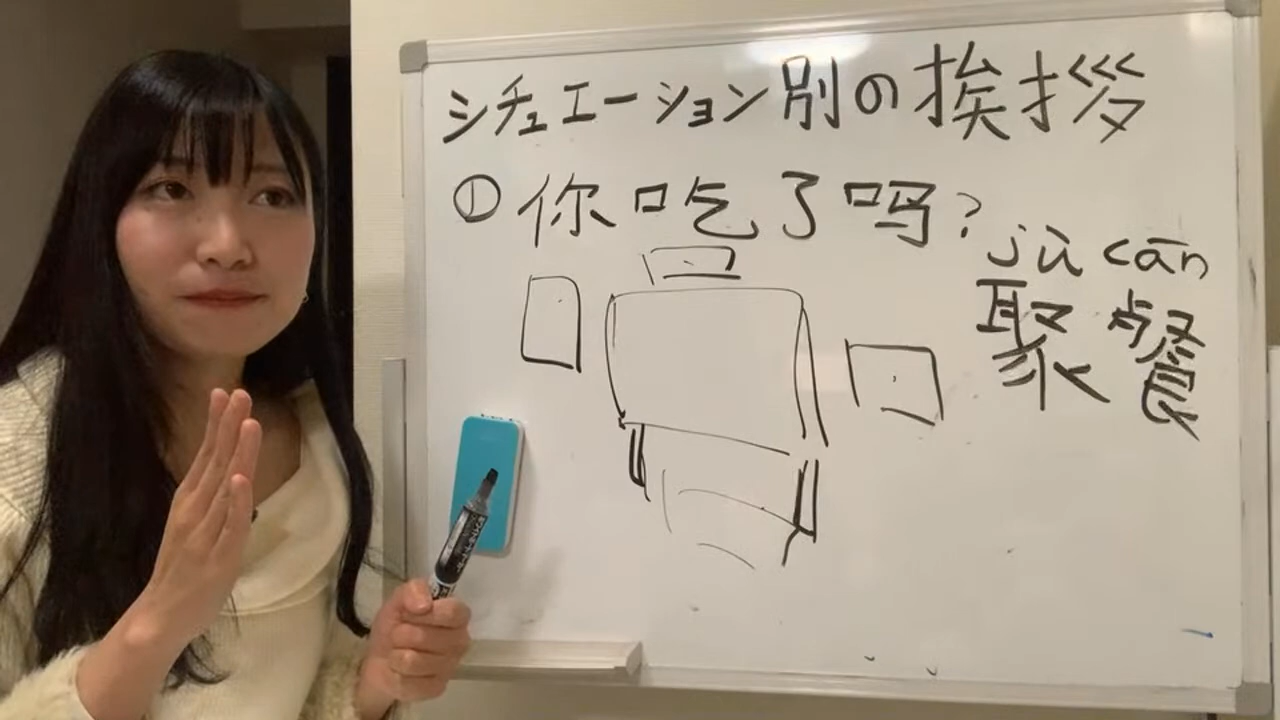 シチュエーション別の挨拶
① 你吃了吗?
jù cān
聚餐